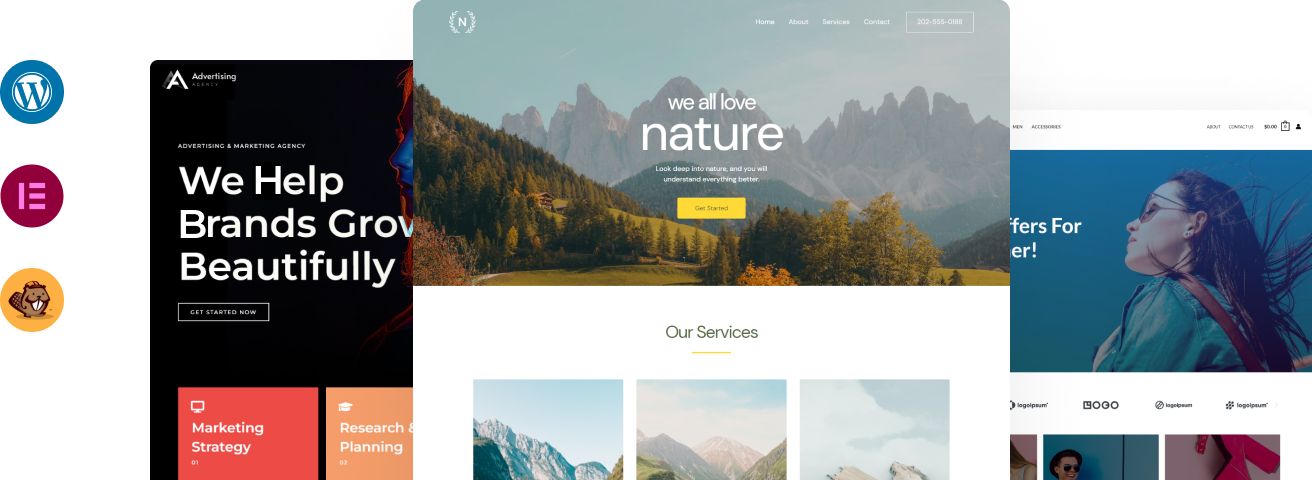 Advertising
AGENCY
ADVERTISING & MARKETING AGENCY
We Help
Brands Grow
Beautifully
GET STARTED NOW
Marketing
Strategy
01
Research &
Planning
02
N
Home About Services Contact 202-555-0188
we all love
nature
Look deep into nature, and you will
understand everything better.
Get Started
Our Services
MEN ACCESSORIES
ABOUT CONTACT US $0.00 0
ffers For
er!
logoipsum LOGO logoipsum logoipsum